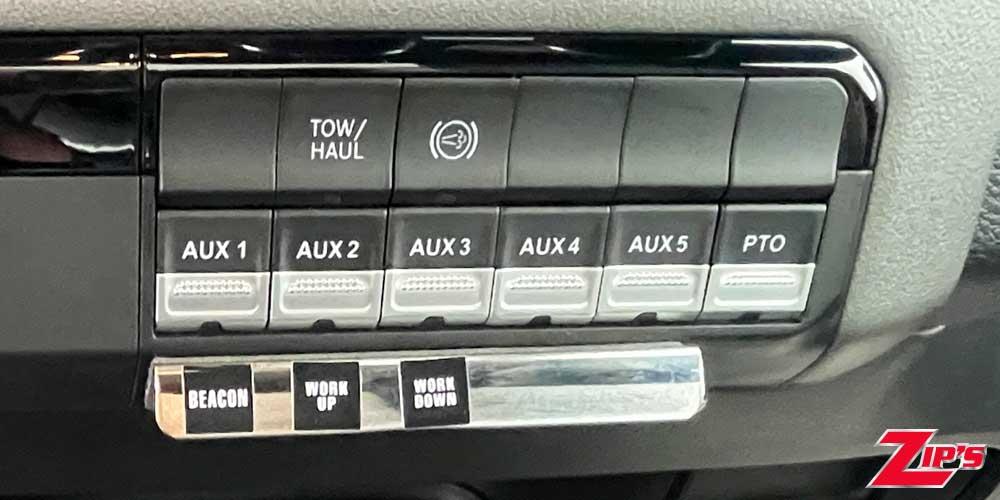 TOW/
HAUL
AUX 1 AUX 2 AUX 3 AUX 4 AUX 5 PTO
BEACON
WORK
UP
WORK
DOWN
ZIP'S